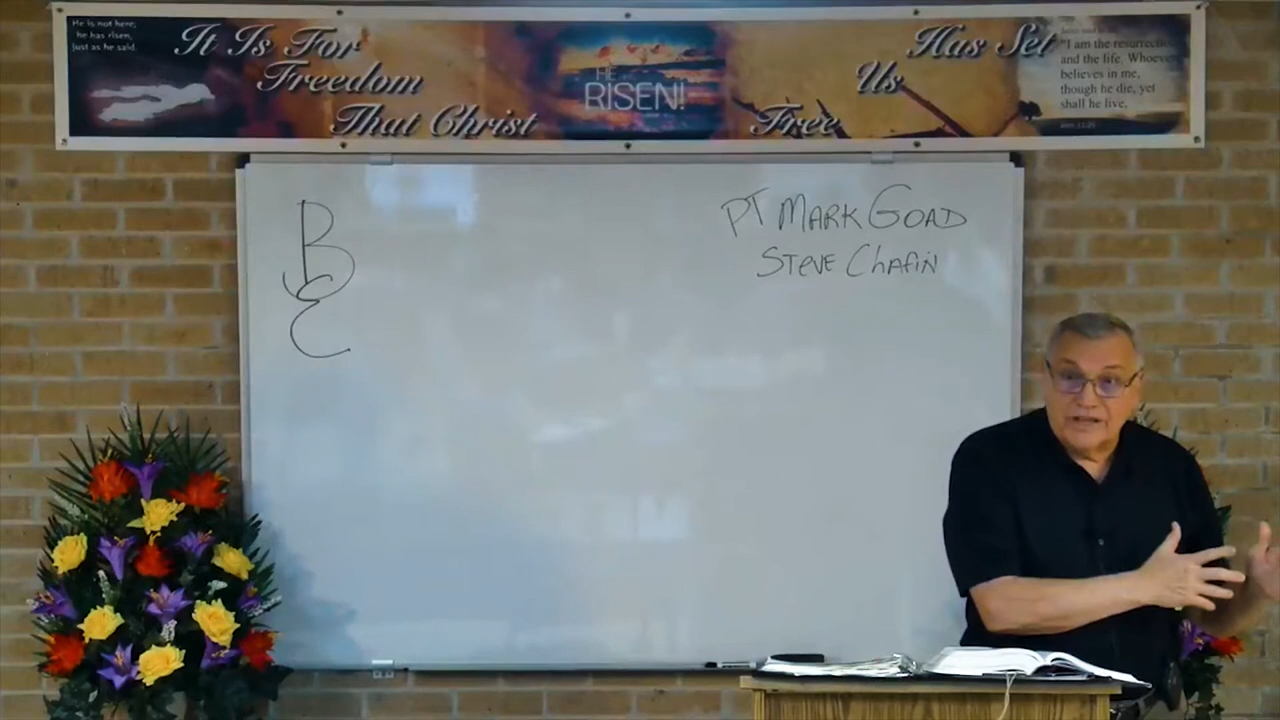 He is not here;
he has risen,
just as he said.
It Is For
Freedom
That Christ
HE
RISEN!
Has Set
Us
Free
"I am the resurrection
and the life. Whoever
believes in me,
though he die, yet
shall he live,
B
C
PT MARK GOAD
STEVE ChAFiN